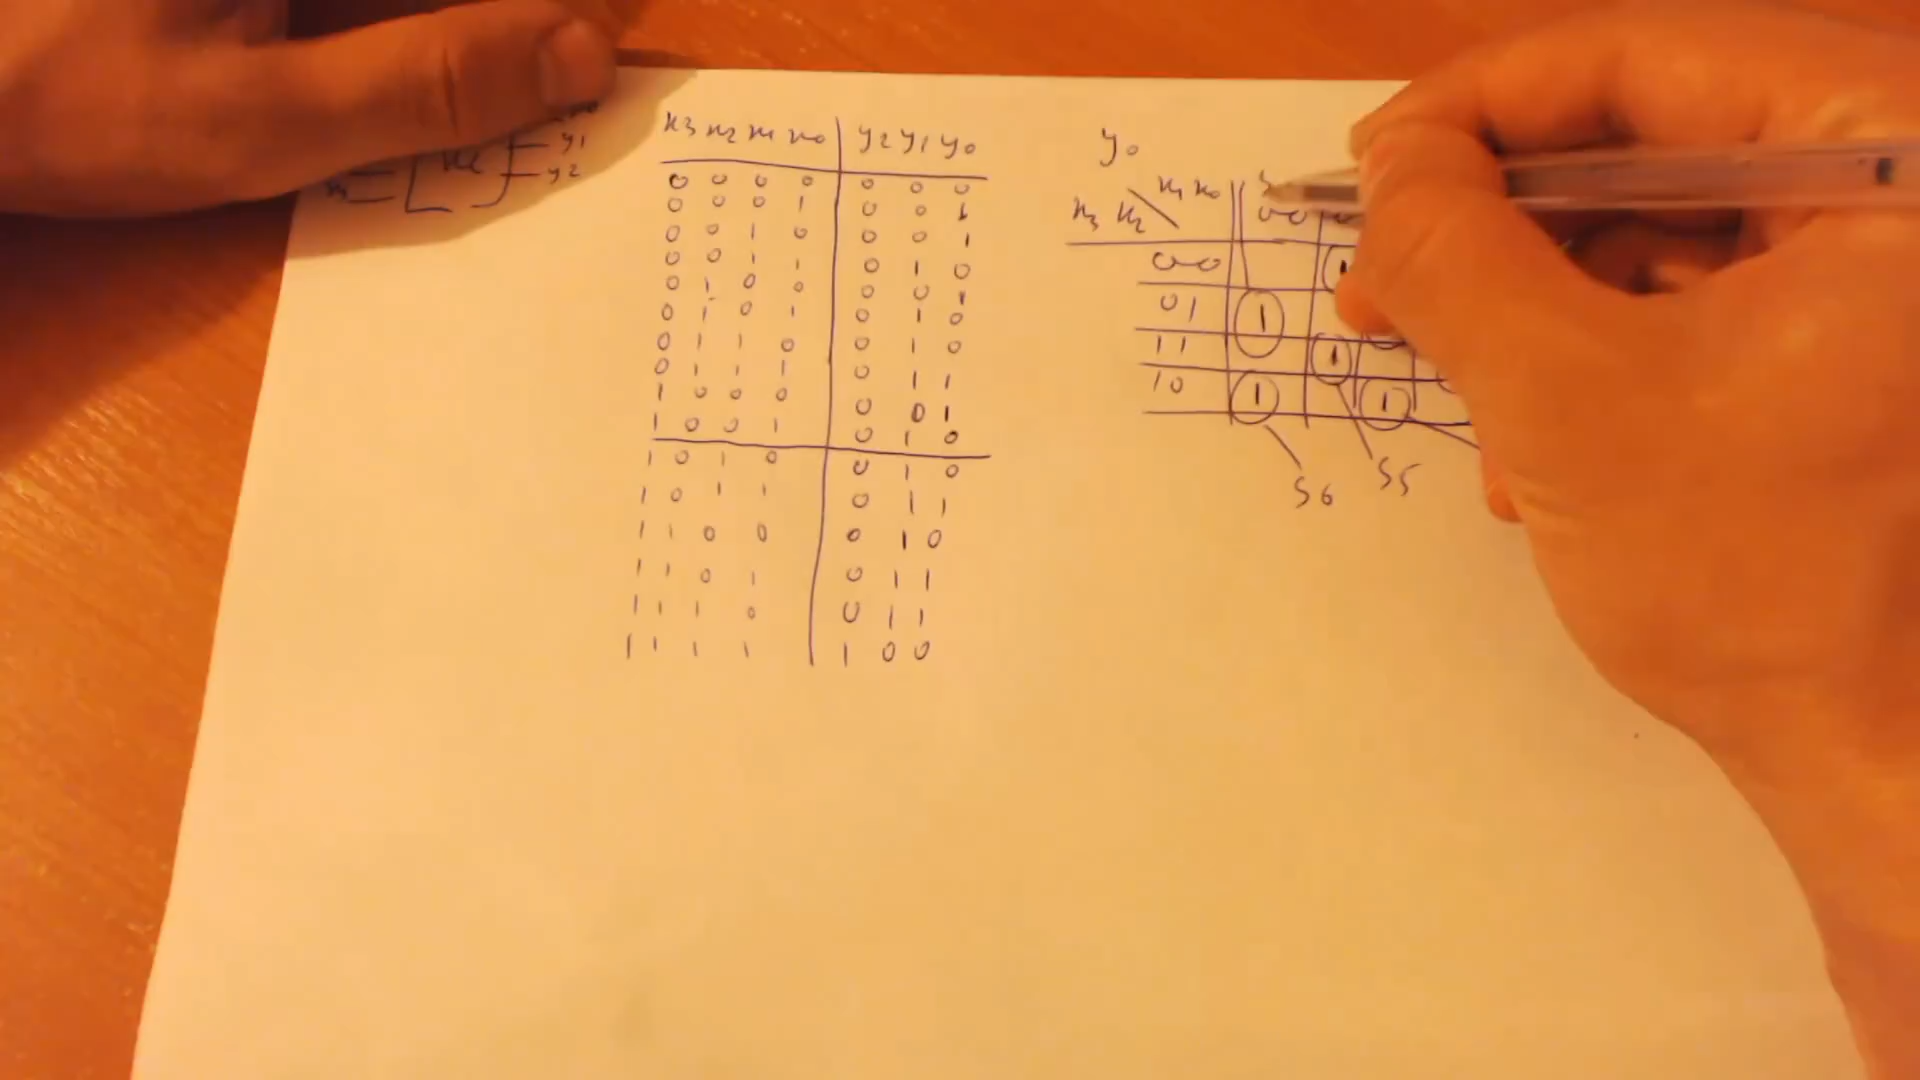 y1
y2
x3 x2 x1 x0 y2 y1 y0
0 0 0 0 0 0 0
0 0 0 1 0 0 1
0 0 1 0 0 0 1
0 0 1 1 0 1 0
0 1 0 0 0 0 1
0 1 0 1 0 1 0
0 1 1 0 0 1 0
0 1 1 1 0 1 1
1 0 0 0 0 0 1
1 0 0 1 0 1 0
1 0 1 0 0 1 0
1 0 1 1 0 1 1
1 1 0 0 0 1 0
1 1 0 1 0 1 1
1 1 1 0 0 1 1
1 1 1 1 1 0 0
y0
x1 x0
x3 x2 00
00 1
01 1
11 1
10 1 1
S6 S5